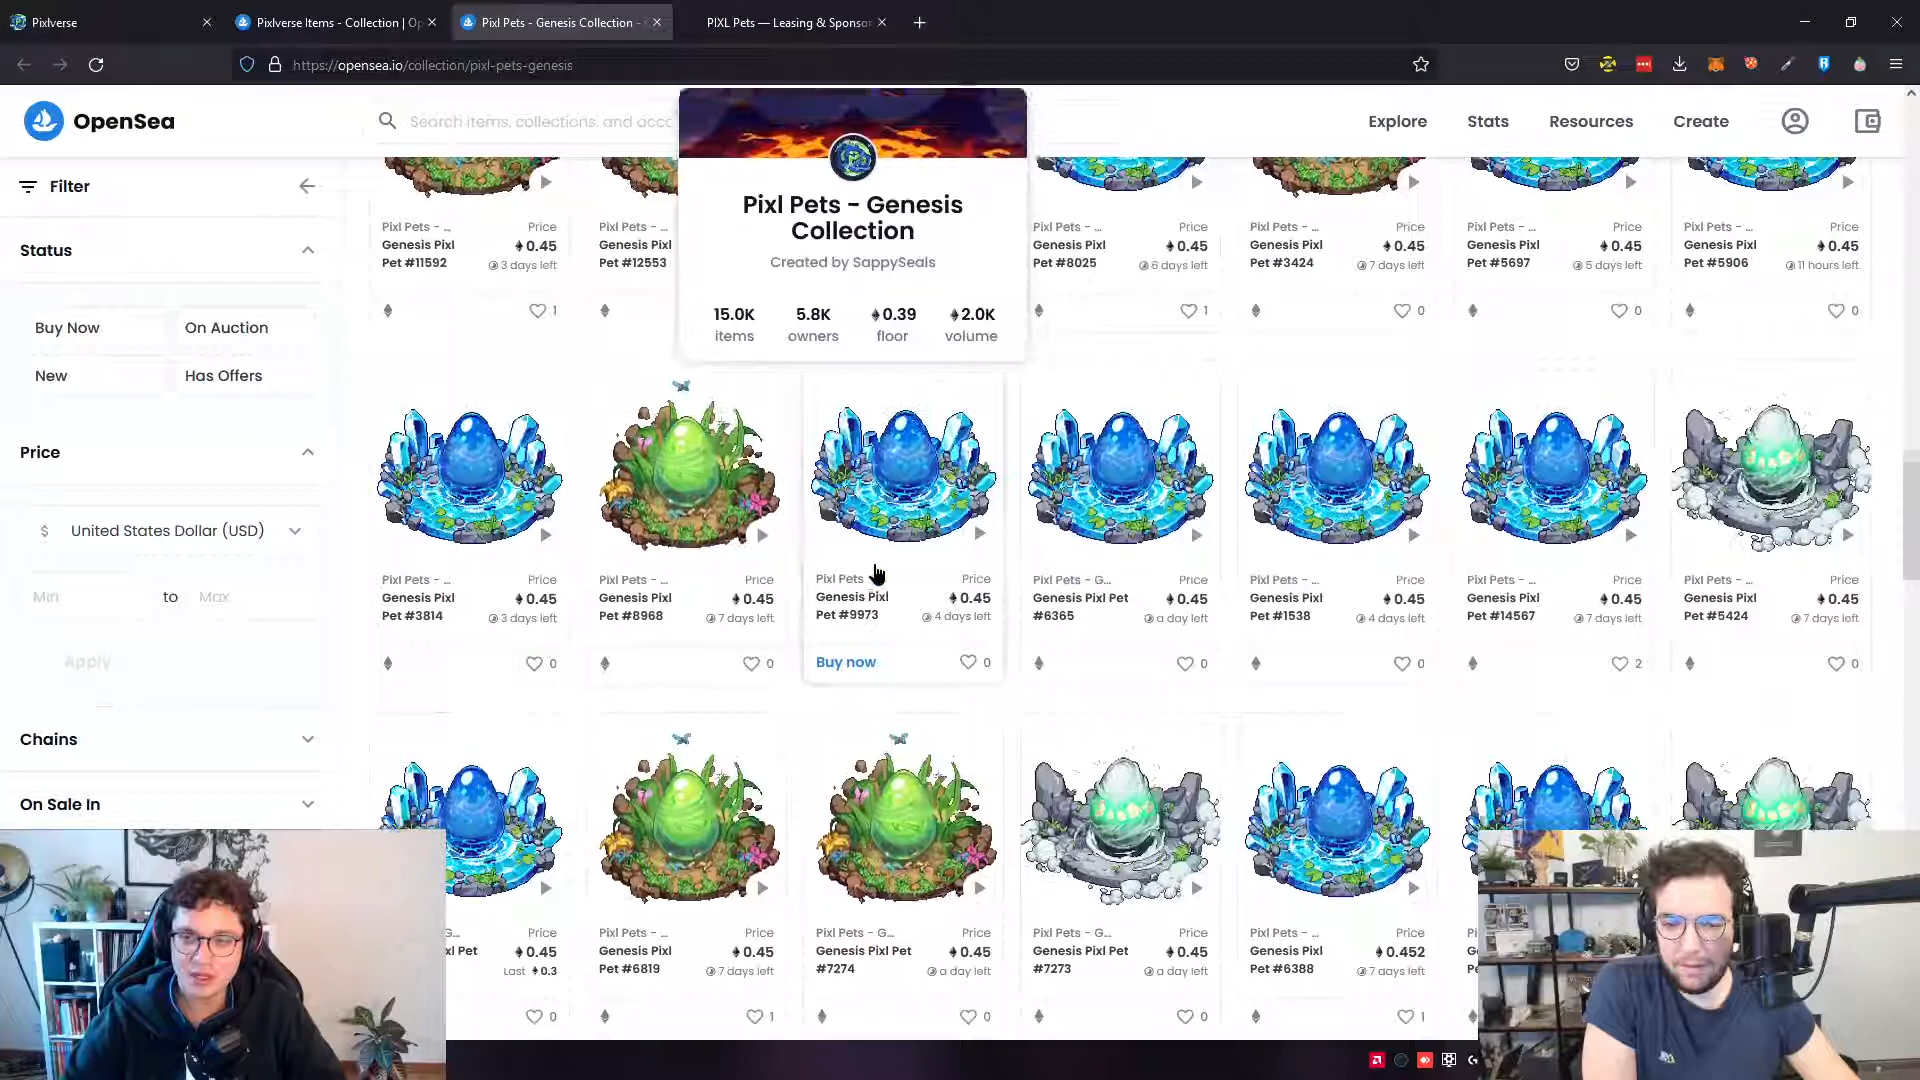 Pixlverse
Pixlverse Items - Collection | Op
Pixl Pets - Genesis Collection -
PIXL Pets — Leasing & Sponsor
https://opensea.io/collection/pixl-pets-genesis
OpenSea
Search items, collections, and acco
Explore
Stats
Resources
Create
Filter
Status
Buy Now
On Auction
New
Has Offers
Price
$ United States Dollar (USD)
Min
to
Max
Apply
Chains
On Sale In
Pixl Pets - Genesis
Collection
Created by SappySeals
15.0K
items
5.8K
owners
0.39
floor
2.0K
volume
Pixl Pets - ...
Price
Genesis Pixl
Pet #11592
0.45
3 days left
1
Pixl Pets - ...
Genesis Pixl
Pet #12553
Pixl Pets - ...
Price
Genesis Pixl
Pet #8025
0.45
6 days left
1
Pixl Pets - ...
Price
Genesis Pixl
Pet #3424
0.45
7 days left
0
Pixl Pets - ...
Price
Genesis Pixl
Pet #5697
0.45
5 days left
0
Pixl Pets - ...
Price
Genesis Pixl
Pet #5906
0.45
11 hours left
0
Pixl Pets - ...
Price
Genesis Pixl
Pet #3814
0.45
3 days left
0
Pixl Pets - ...
Price
Genesis Pixl
Pet #8968
0.45
7 days left
0
Pixl Pets
Price
Genesis Pixl
Pet #9973
0.45
4 days left
Buy now
0
Pixl Pets - G...
Price
Genesis Pixl Pet
#6365
0.45
a day left
0
Pixl Pets - ...
Price
Genesis Pixl
Pet #1538
0.45
4 days left
0
Pixl Pets - ...
Price
Genesis Pixl
Pet #14567
0.45
7 days left
2
Pixl Pets - ...
Price
Genesis Pixl
Pet #5424
0.45
7 days left
0
G...
Price
xl Pet
0.45
Last 0.3
0
Pixl Pets - ...
Price
Genesis Pixl
Pet #6819
0.45
7 days left
1
Pixl Pets - G...
Price
Genesis Pixl Pet
#7274
0.45
a day left
0
Pixl Pets - G...
Price
Genesis Pixl Pet
#7273
0.45
a day left
0
Pixl Pets - ...
Price
Genesis Pixl
Pet #6388
0.452
7 days left
1